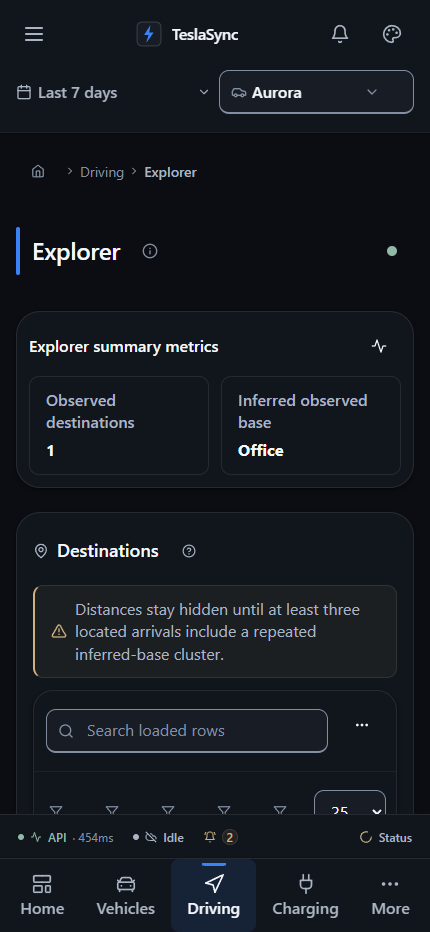 TeslaSync
Last 7 days
Aurora
Driving
Explorer
Explorer
Explorer summary metrics
Observed
destinations
1
Inferred observed
base
Office
Destinations
Distances stay hidden until at least three
located arrivals include a repeated
inferred-base cluster.
Search loaded rows
25
API · 454ms
Idle
2
Status
Home
Vehicles
Driving
Charging
More